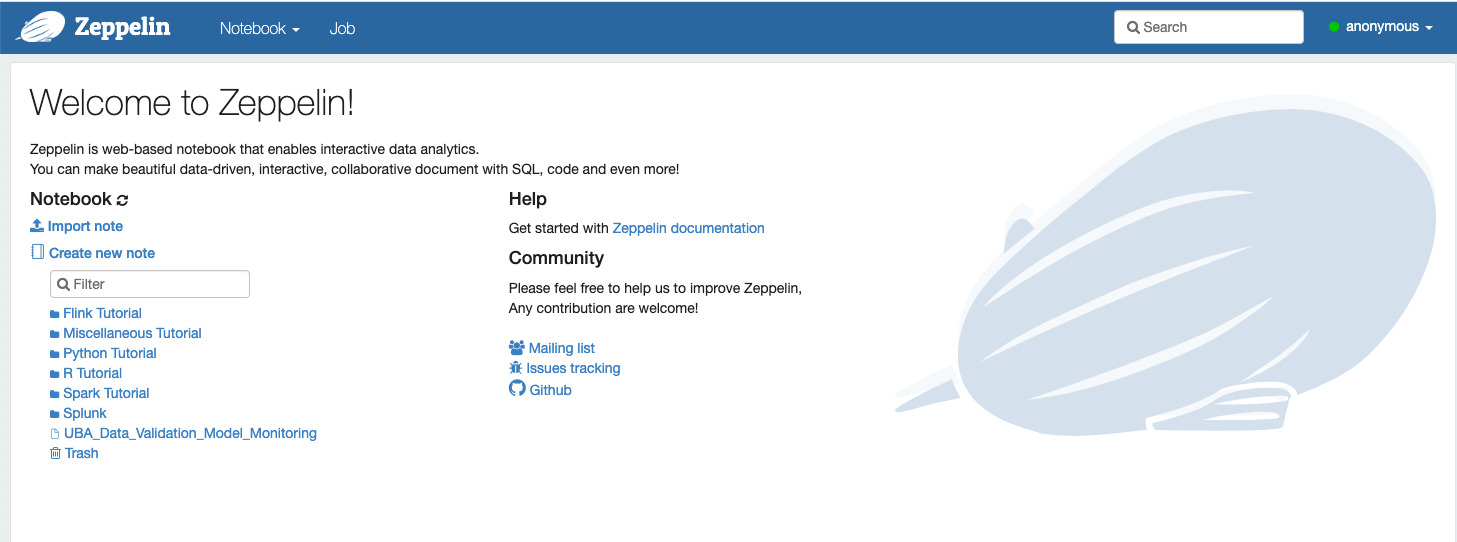 Zeppelin
Notebook
Job
Search
anonymous
Welcome to Zeppelin!
Zeppelin is web-based notebook that enables interactive data analytics.
You can make beautiful data-driven, interactive, collaborative document with SQL, code and even more!
Notebook
Import note
Create new note
Filter
Flink Tutorial
Miscellaneous Tutorial
Python Tutorial
R Tutorial
Spark Tutorial
Splunk
UBA_Data_Validation_Model_Monitoring
Trash
Help
Get started with Zeppelin documentation
Community
Please feel free to help us to improve Zeppelin,
Any contribution are welcome!
Mailing list
Issues tracking
Github